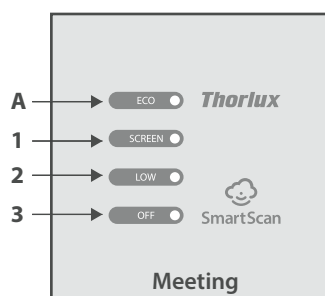 A ECO Thorlux
1 SCREEN
2 LOW
3 OFF SmartScan
Meeting